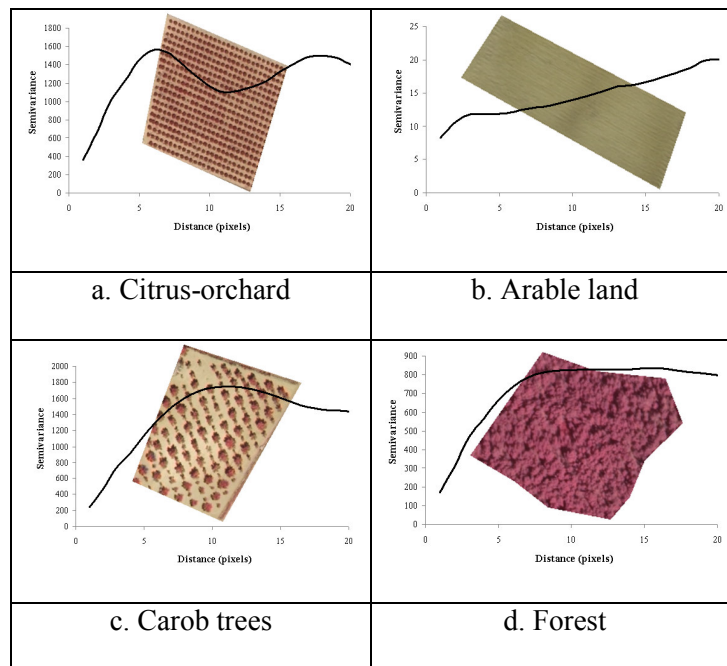 1800
1600
1400
1200
1000
800
600
400
200
0
Semivariance
0 5 10 15 20
Distance (pixels)
a. Citrus-orchard
25
20
15
10
5
0
Semivariance
0 5 10 15 20
Distance (pixels)
b. Arable land
2000
1800
1600
1400
1200
1000
800
600
400
200
0
Semivariance
0 5 10 15 20
Distance (pixels)
c. Carob trees
900
800
700
600
500
400
300
200
100
0
Semivariance
0 5 10 15 20
Distance (pixels)
d. Forest